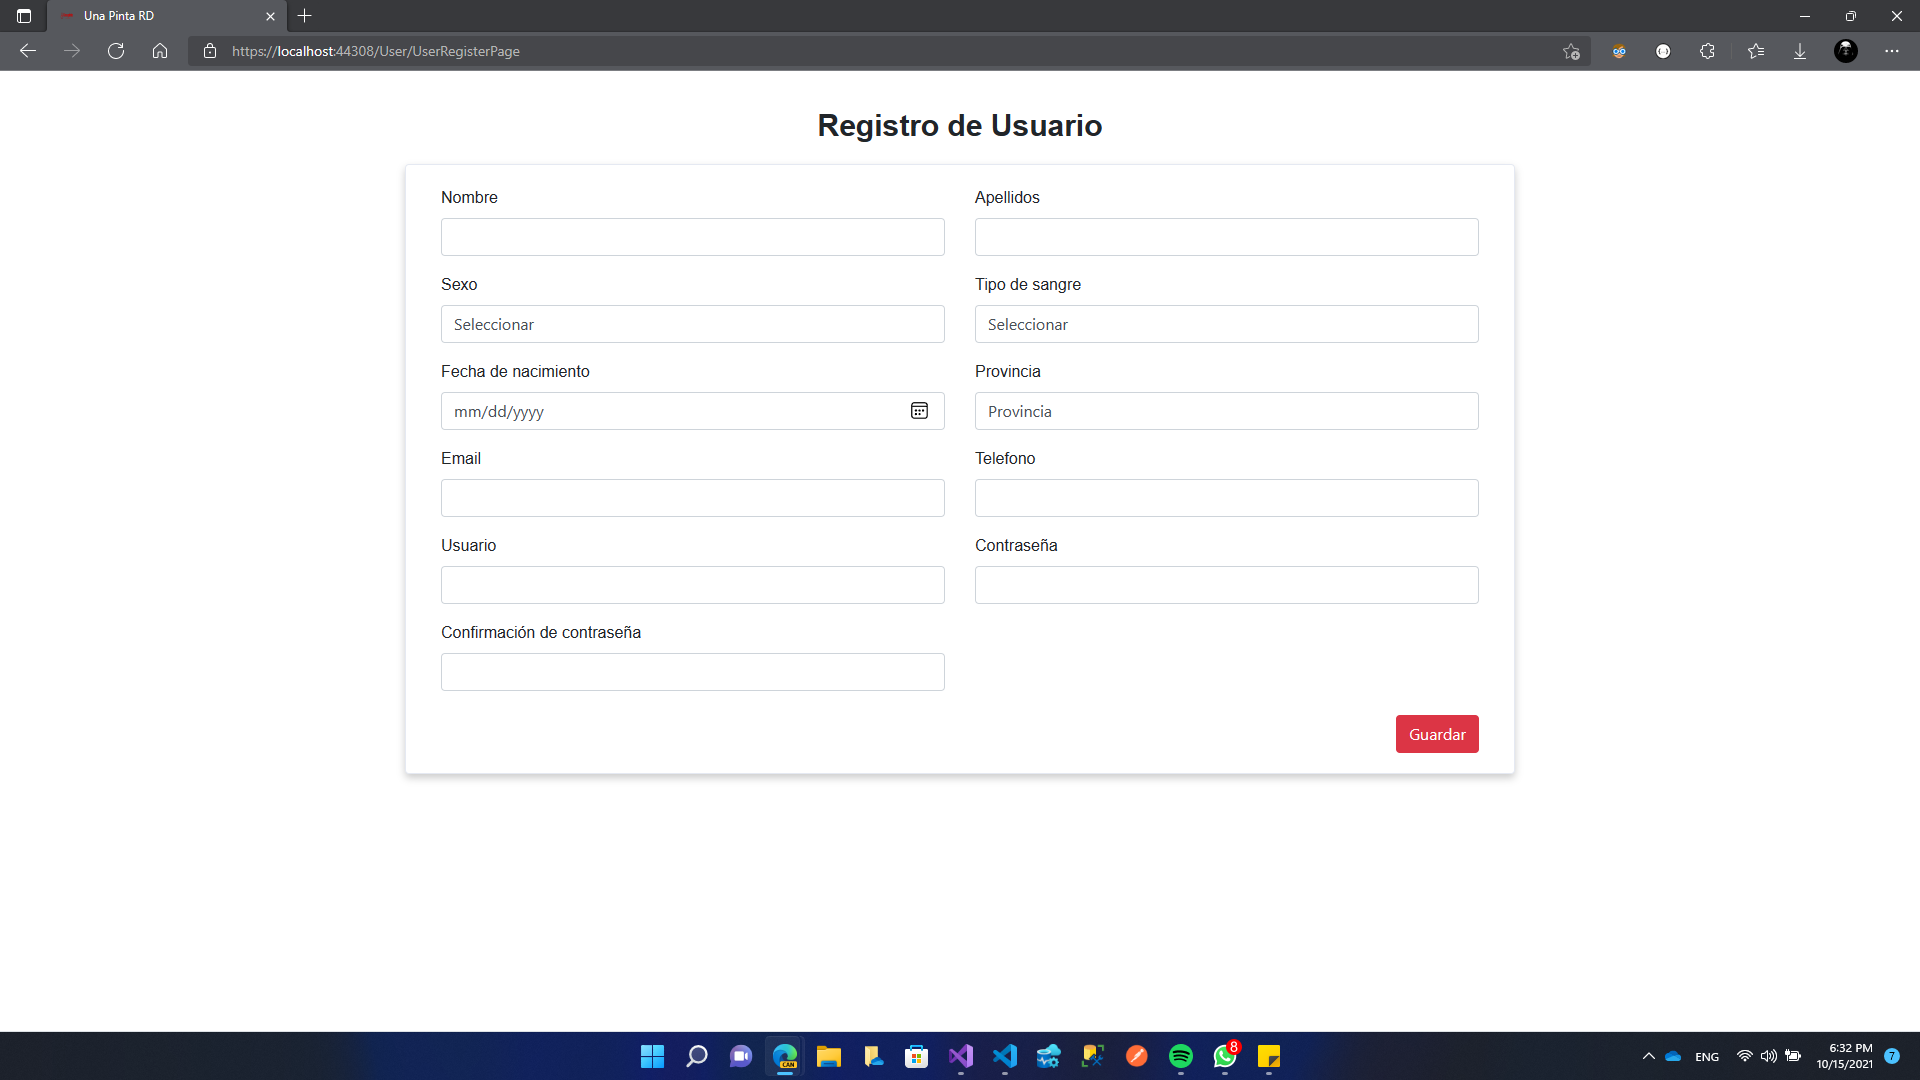 Una Pinta RD
https://localhost:44308/User/UserRegisterPage
Registro de Usuario
Nombre
Apellidos
Sexo
Tipo de sangre
Seleccionar
Seleccionar
Fecha de nacimiento
Provincia
mm/dd/yyyy
Provincia
Email
Telefono
Usuario
Contraseña
Confirmación de contraseña
Guardar
CAN
8
ENG
6:32 PM
10/15/2021
7